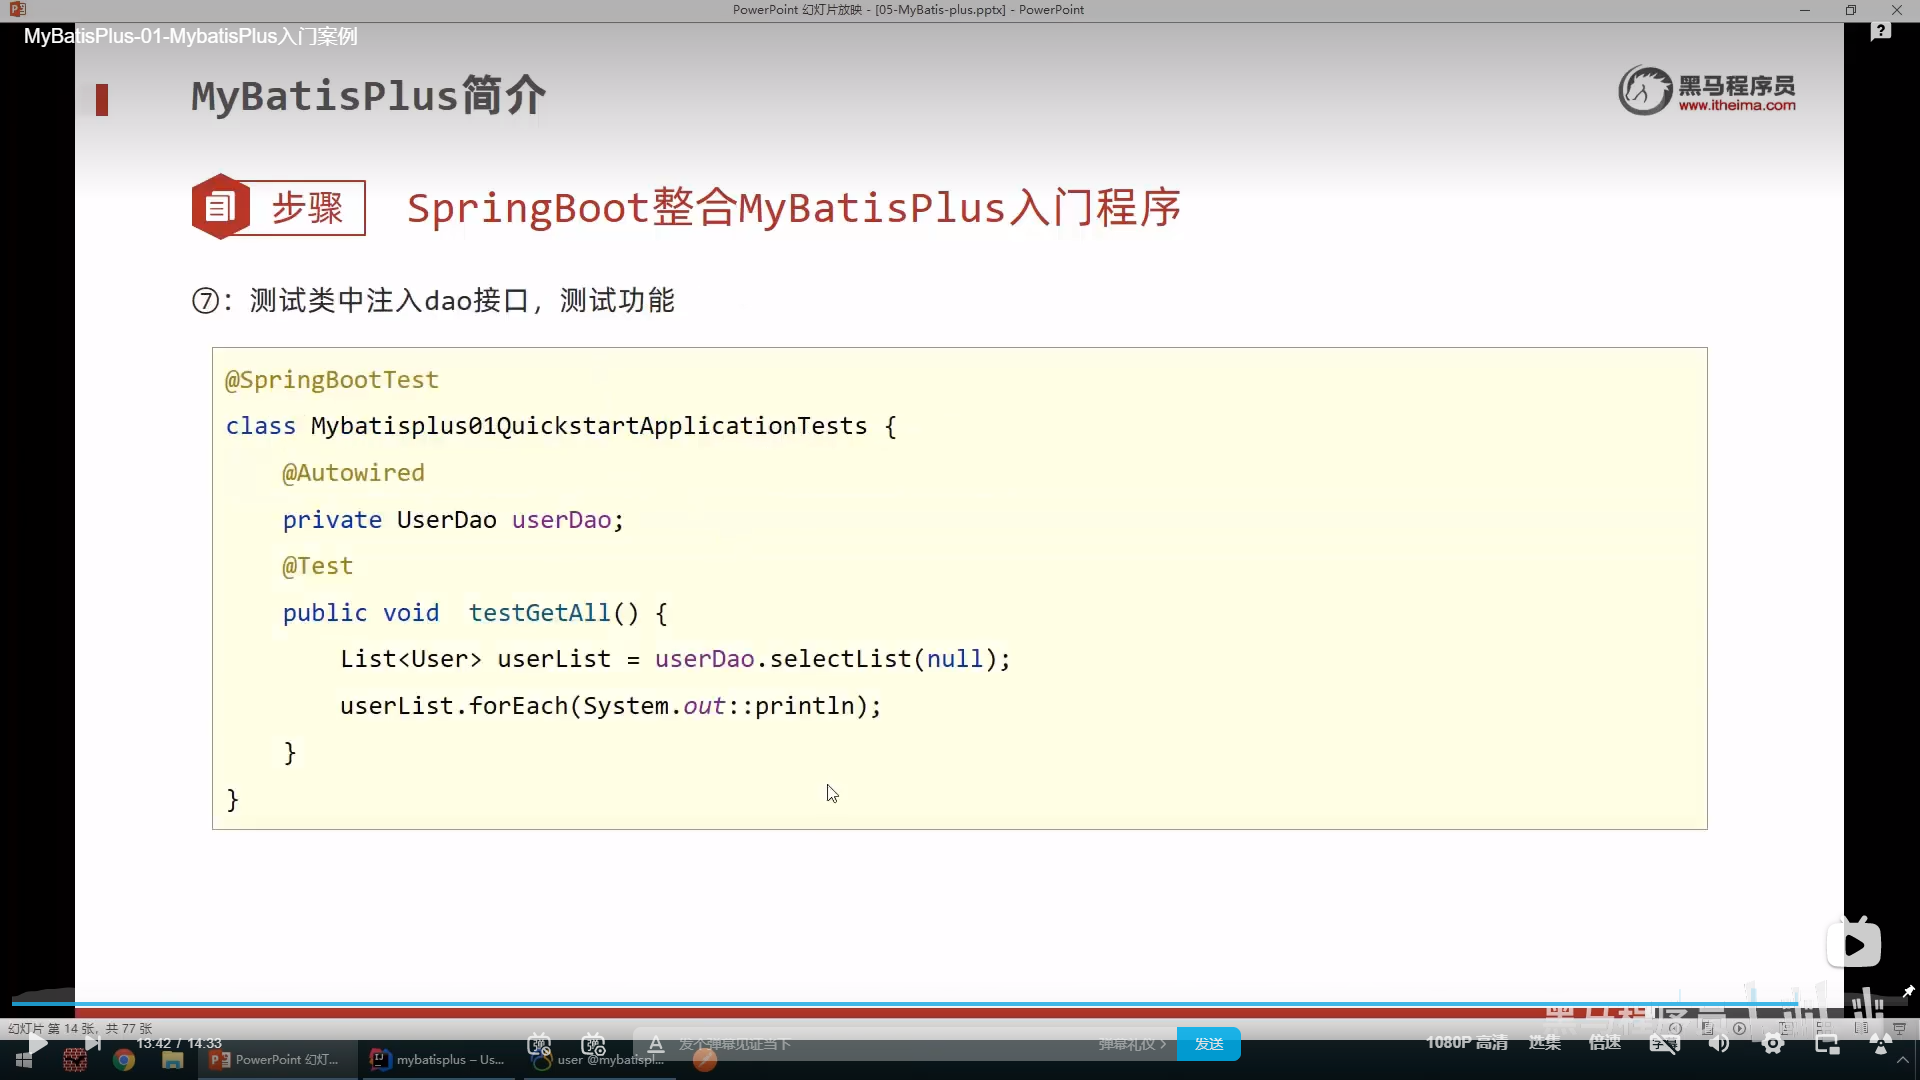 PowerPoint 幻灯片放映 - [05-MyBatis-plus.pptx] - PowerPoint
MyBatisPlus-01-MybatisPlus入门案例
?
MyBatisPlus简介
黑马程序员
www.itheima.com
步骤
SpringBoot整合MyBatisPlus入门程序
⑦：测试类中注入dao接口，测试功能
@SpringBootTest
class Mybatisplus01QuickstartApplicationTests {
@Autowired
private UserDao userDao;
@Test
public void testGetAll() {
List<User> userList = userDao.selectList(null);
userList.forEach(System.out::println);
}
}
幻灯片 第 14 张，共 77 张
13:42 / 14:33
发个弹幕见证当下
弹幕礼仪 >
发送
1080P 高清
选集
倍速
PowerPoint 幻灯...
mybatisplus – Us...
user @mybatispl...